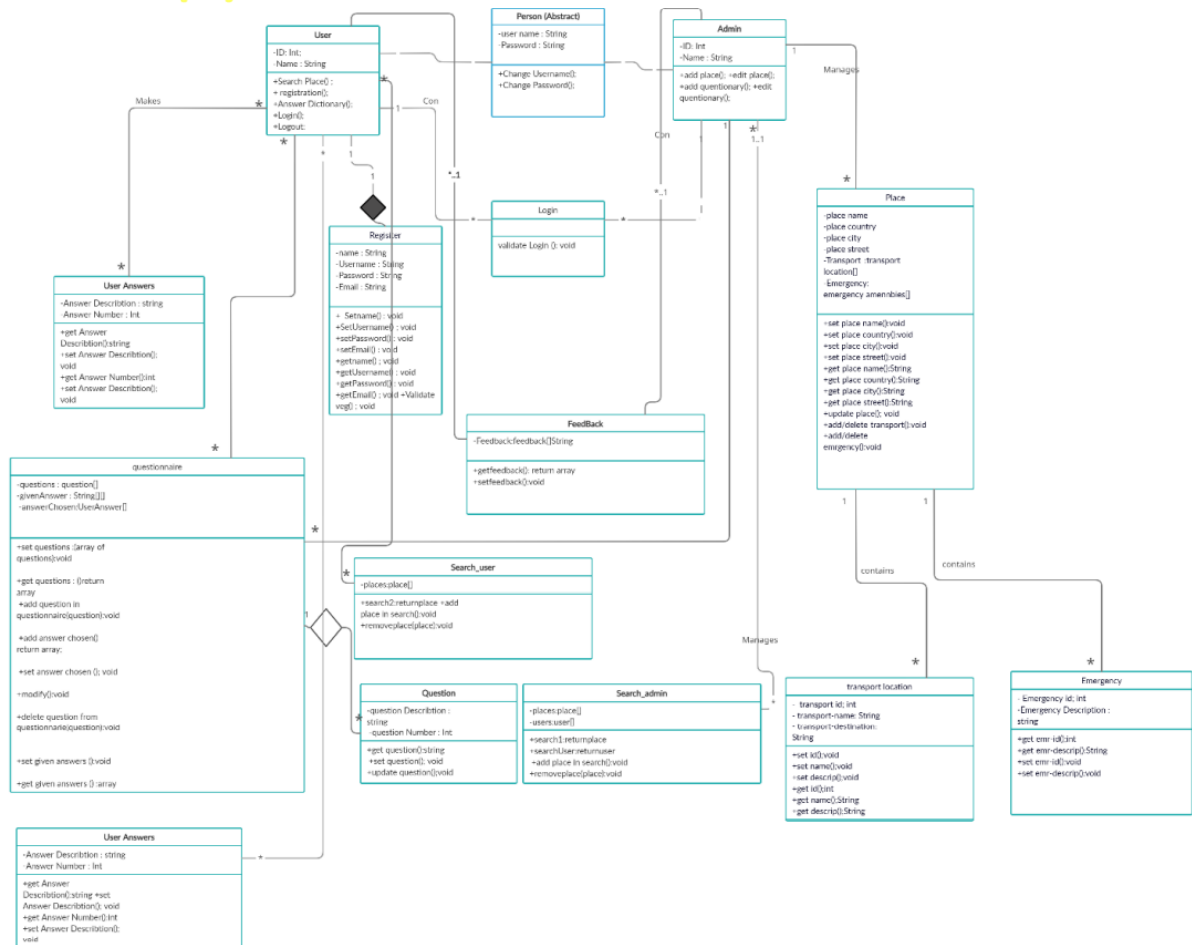 User
-ID: Int;
-Name : String
+Search Place() :
+ registration();
+Answer Dictionary();
+Login();
+Logout;
Person (Abstract)
-user name : String
-Password : String
+Change Username();
+Change Password();
Admin
-ID: Int
-Name : String
+add place(); +edit place();
+add quentionary(); +edit
quentionary();
1
Manages
*
Makes
*
*
*
1
Con
*
*
1
1
*..1
*
*
Con
1
1
*
1..1
*..1
Login
validate Login (): void
Place
-place name
-place country
-place city
-place street
-Transport :transport
location[]
-Emergency:
emergency amennbies[]
+set place name():void
+set place country():void
+set place city():void
+set place street():void
+get place name():String
+get place country():String
+get place city():String
+get place street():String
+update place(); void
+add/delete transport():void
+add/delete
emrgency():void
Register
-name : String
-Username : String
-Password : String
-Email : String
+ Setname() : void
+SetUsername() ; void
+setPassword() ; void
+setEmail() ; void
+getname() ; void
+getUsername() ; void
+getPassword() ; void
+getEmail() ; void +Validate
veg() ; void
*
User Answers
-Answer Describtion : string
-Answer Number : Int
+get Answer
Describtion():string
+set Answer Describtion();
void
+get Answer Number():int
+set Answer Describtion();
void
FeedBack
-Feedback:feedback[]String
+getfeedback(): return array
+setfeedback():void
*
questionnaire
-questions : question[]
-givenAnswer : String[][]
-answerChosen:UserAnswer[]
+set questions :(array of
questions):void
+get questions : ()return
array
+add question in
questionnaire(question):void
+add answer chosen()
return array;
+set answer chosen (); void
+modify():void
+delete question from
questionnarie(question):void
+set given answers ():void
+get given answers () :array
*
1
*
Search_user
-places:place[]
+search2:returnplace +add
place in search():void
+removeplace(place):void
1
1
contains
contains
*
*
Manages
*
*
Question
-question Describtion :
string
-question Number : Int
+get question():string
+set question(); void
+update question():void
Search_admin
-places:place[]
-users:user[]
+search1:returnplace
+searchUser:returnuser
+add place in search():void
+removeplace(place):void
transport location
- transport id; int
- transport-name: String
- transport-destination:
String
+set id():void
+set name():void
+set descrip():void
+get id():int
+get name():String
+get descrip():String
Emergency
- Emergency id; int
-Emergency Description :
string
+get emr-id():int
+get emr-descrip():String
+set emr-id():void
+set emr-descrip():void
User Answers
-Answer Describtion : string
-Answer Number : Int
+get Answer
Describtion():string +set
Answer Describtion(); void
+get Answer Number():int
+set Answer Describtion();
void
*